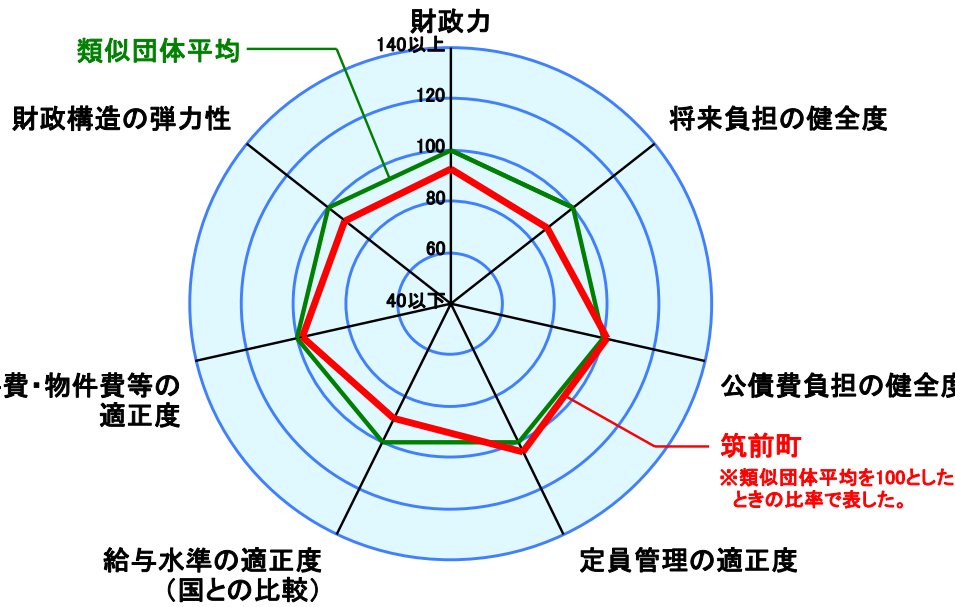 財政力
140以上
類似団体平均
120
財政構造の弾力性
将来負担の健全度
100
80
60
40以下
費・物件費等の
適正度
公債費負担の健全度
筑前町
※類似団体平均を100とした
ときの比率で表した。
給与水準の適正度
（国との比較）
定員管理の適正度